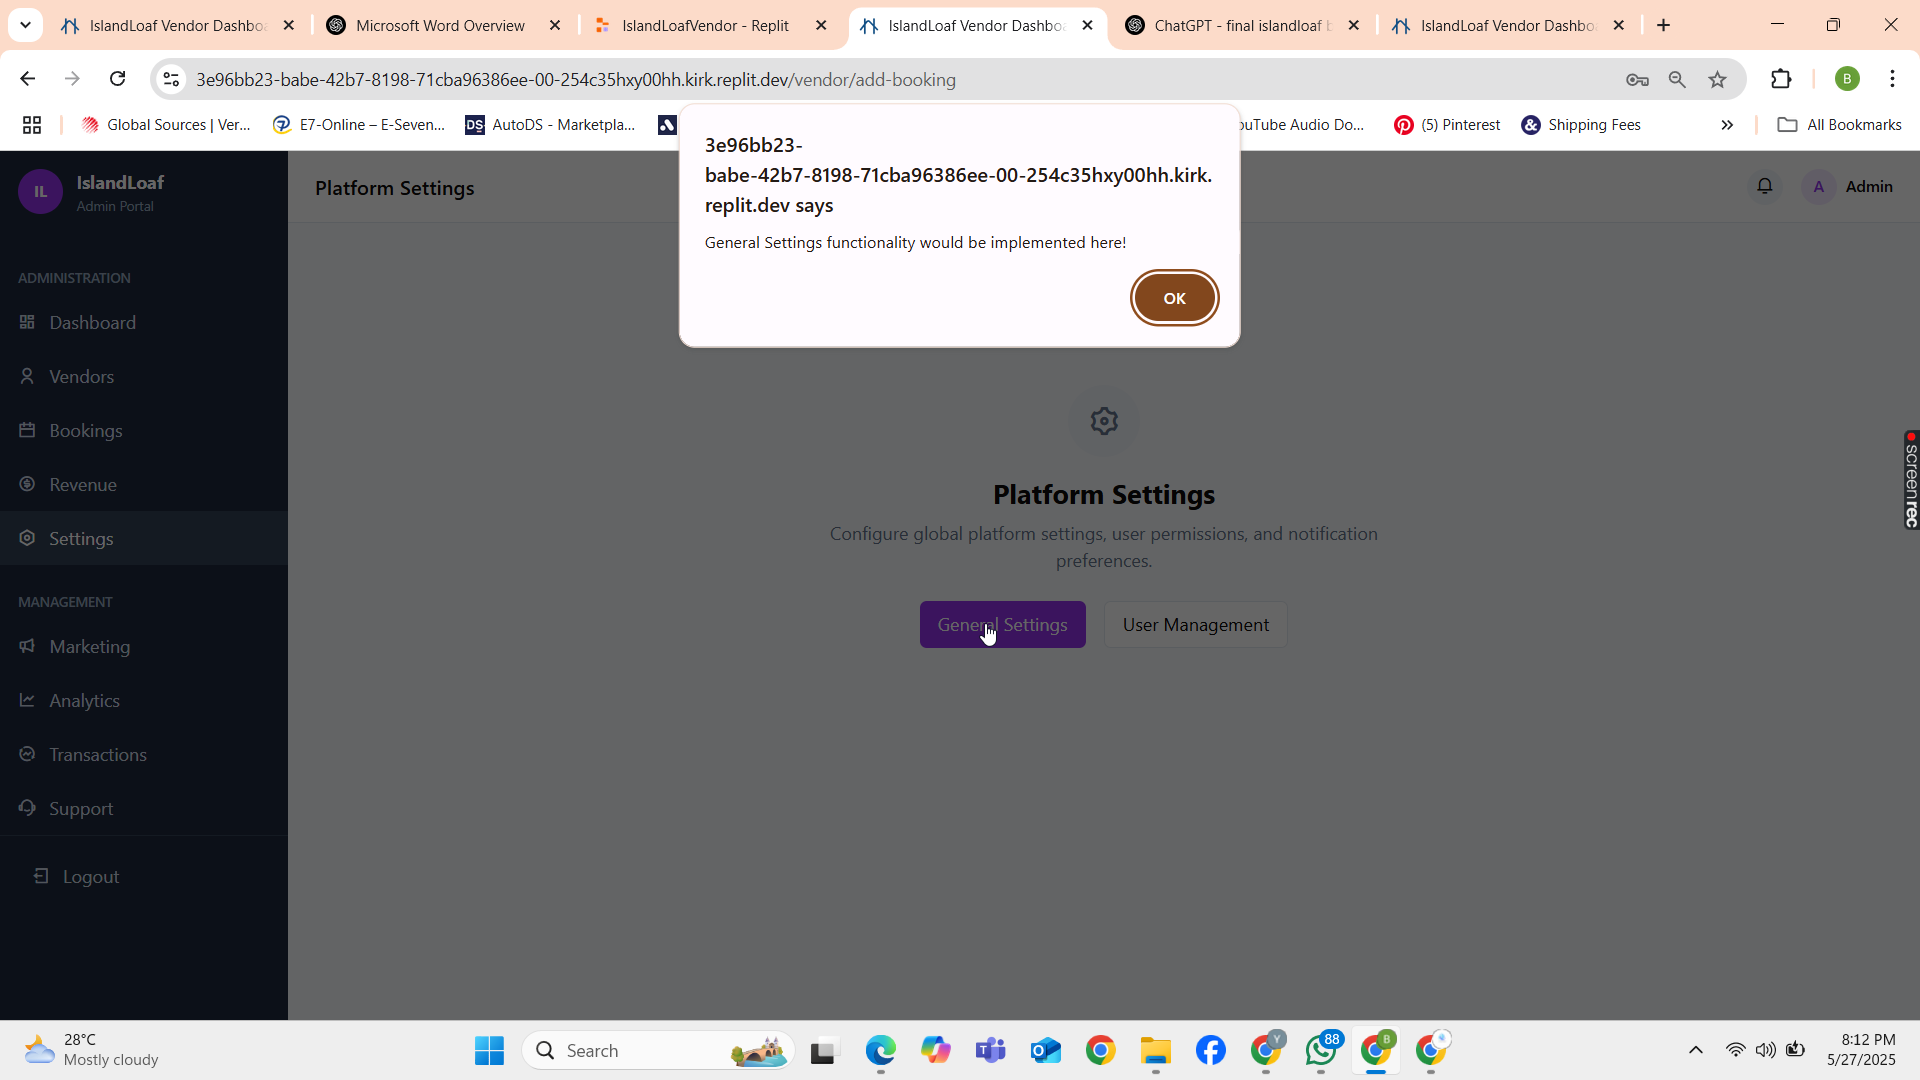 IslandLoaf Vendor Dashboa
Microsoft Word Overview
IslandLoafVendor - Replit
IslandLoaf Vendor Dashboa
ChatGPT - final islandloaf b
IslandLoaf Vendor Dashboa
3e96bb23-babe-42b7-8198-71cba96386ee-00-254c35hxy00hh.kirk.replit.dev/vendor/add-booking
B
Global Sources | Ver...
E7-Online – E-Seven...
DS
AutoDS - Marketpla...
ouTube Audio Do...
(5) Pinterest
Shipping Fees
All Bookmarks
3e96bb23-
babe-42b7-8198-71cba96386ee-00-254c35hxy00hh.kirk.
replit.dev says
General Settings functionality would be implemented here!
OK
IL
IslandLoaf
Admin Portal
Platform Settings
A
Admin
ADMINISTRATION
Dashboard
Vendors
Bookings
Revenue
Settings
MANAGEMENT
Marketing
Analytics
Transactions
Support
Logout
Platform Settings
Configure global platform settings, user permissions, and notification
preferences.
General Settings
User Management
screenrec
28°C
Mostly cloudy
Search
Y
88
B
8:12 PM
5/27/2025